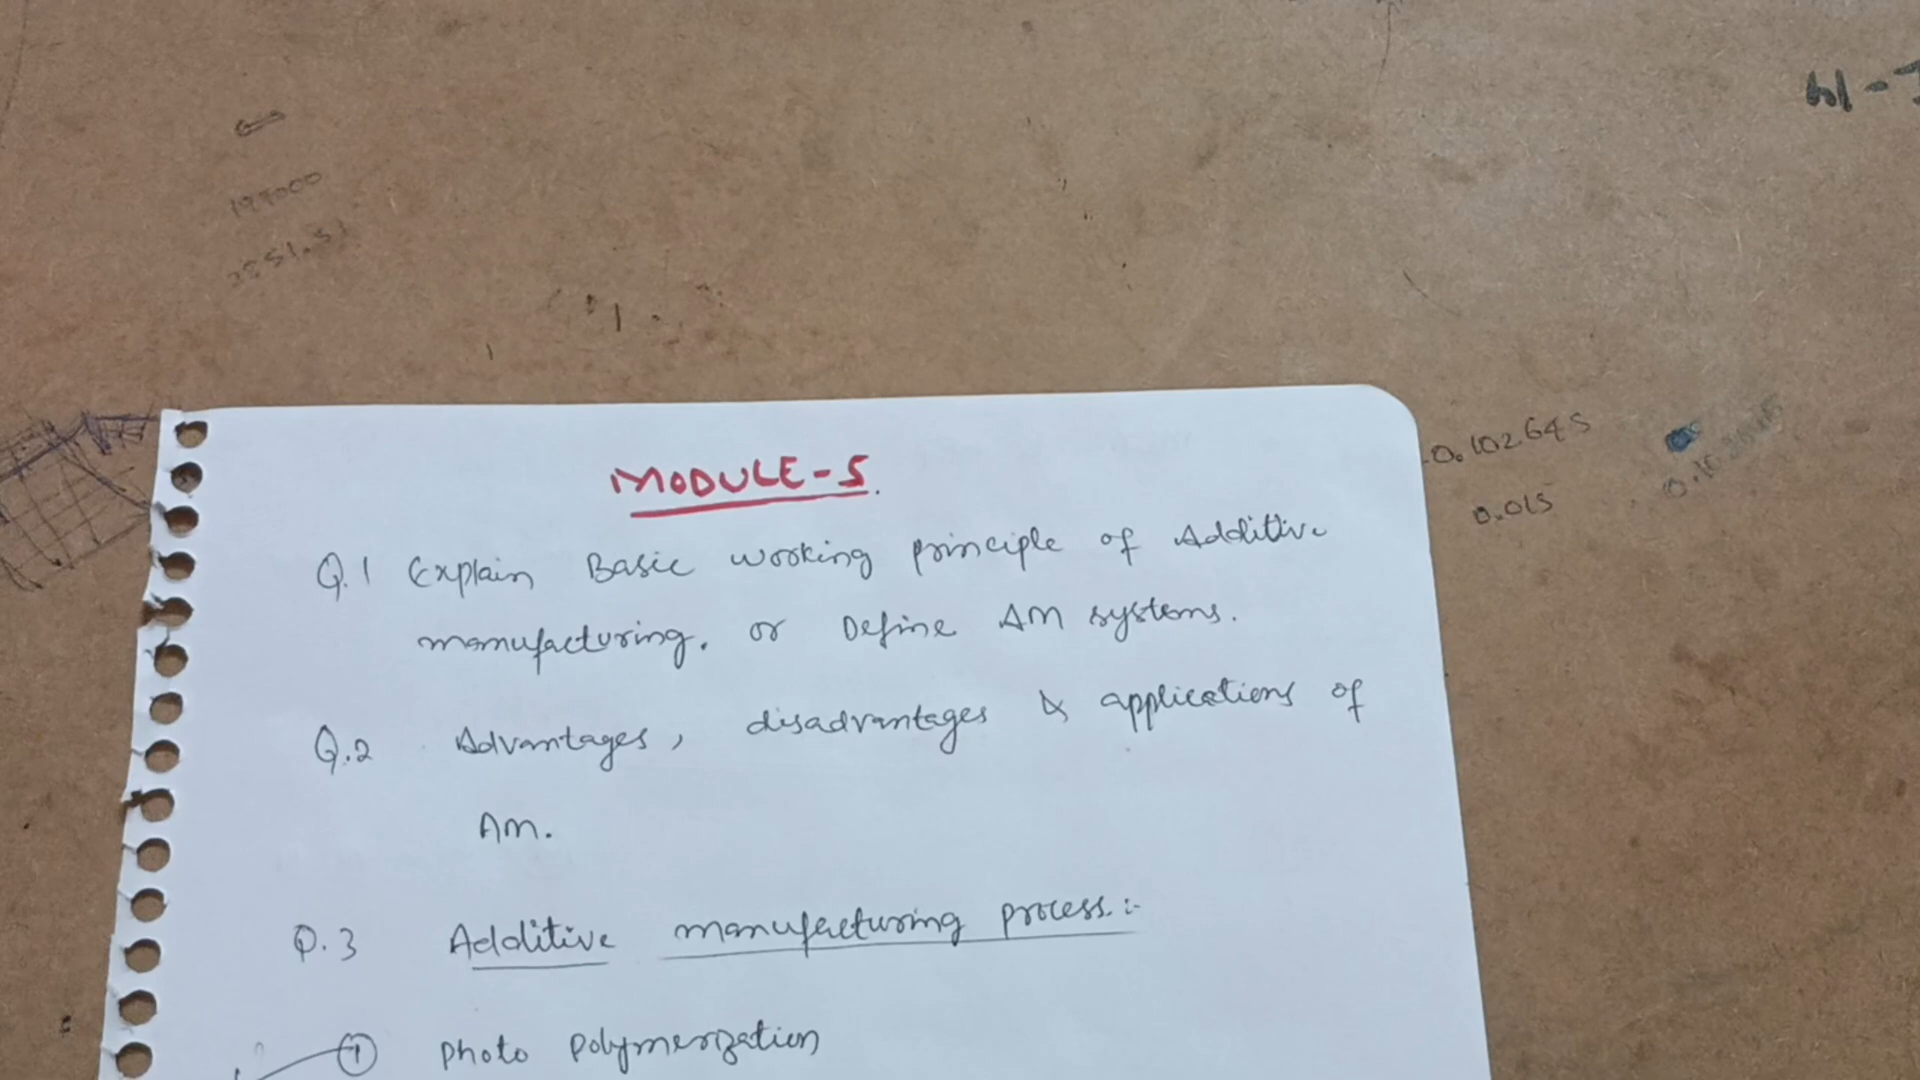 MODULE-5.
Q.1 Explain Basic working principle of Additive
manufacturing. or Define AM systems.
Q.2 Advantages, disadvantages & applications of
AM.
Q.3 Additive manufacturing process:-
① photo polymerization
0.102645
0.015